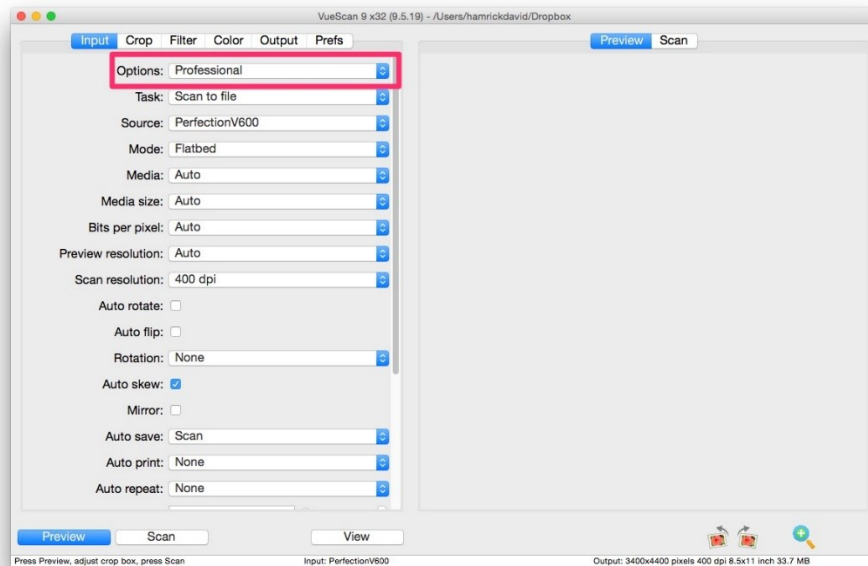 VueScan 9 x32 (9.5.19) - /Users/hamrickdavid/Dropbox
Input Crop Filter Color Output Prefs
Preview Scan
Options: Professional
Task: Scan to file
Source: PerfectionV600
Mode: Flatbed
Media: Auto
Media size: Auto
Bits per pixel: Auto
Preview resolution: Auto
Scan resolution: 400 dpi
Auto rotate:
Auto flip:
Rotation: None
Auto skew:
Mirror:
Auto save: Scan
Auto print: None
Auto repeat: None
Preview Scan View
Press Preview, adjust crop box, press Scan Input: PerfectionV600 Output: 3400x4400 pixels 400 dpi 8.5x11 inch 33.7 MB